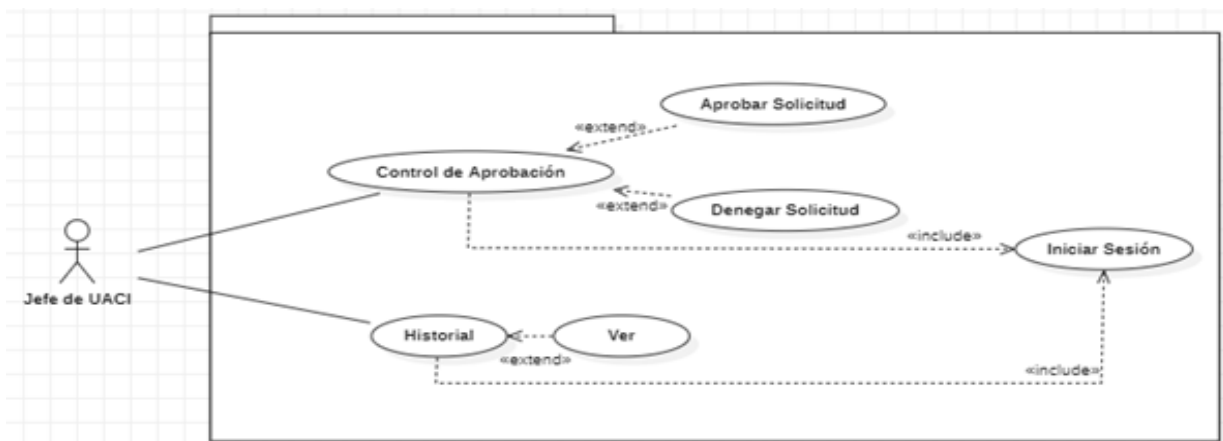 Aprobar Solicitud
«extend»
Control de Aprobación
«extend»
Denegar Solicitud
«include»
Iniciar Sesión
Jefe de UACI
Historial
Ver
«extend»
«include»